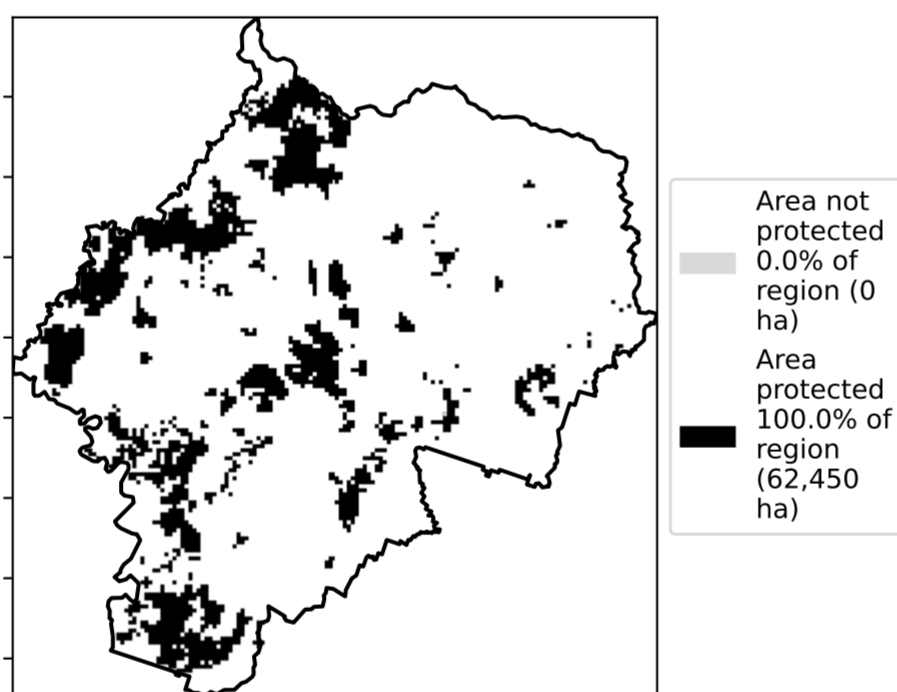 Area not
protected
0.0% of
region (0
ha)
Area
protected
100.0% of
region
(62,450
ha)